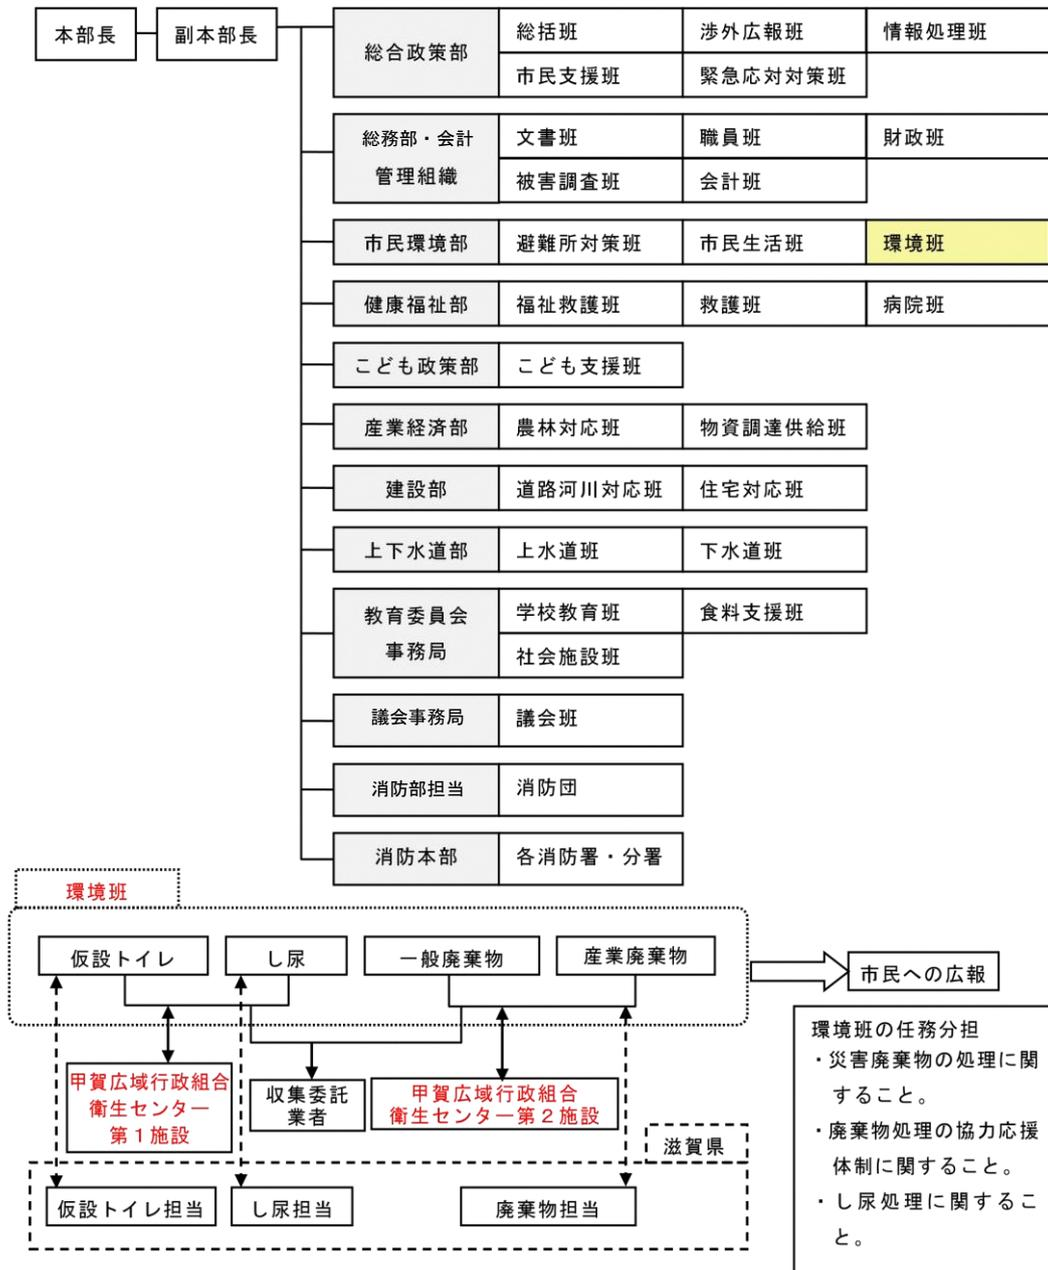 本部長
副本部長
総合政策部
総括班
渉外広報班
情報処理班
市民支援班
緊急応対対策班
総務部・会計
管理組織
文書班
職員班
財政班
被害調査班
会計班
市民環境部
避難所対策班
市民生活班
環境班
健康福祉部
福祉救護班
救護班
病院班
こども政策部
こども支援班
産業経済部
農林対応班
物資調達供給班
建設部
道路河川対応班
住宅対応班
上下水道部
上水道班
下水道班
教育委員会
事務局
学校教育班
食料支援班
社会施設班
議会事務局
議会班
消防部担当
消防団
消防本部
各消防署・分署
環境班
仮設トイレ
し尿
一般廃棄物
産業廃棄物
市民への広報
甲賀広域行政組合
衛生センター
第1施設
収集委託
業者
甲賀広域行政組合
衛生センター第2施設
滋賀県
仮設トイレ担当
し尿担当
廃棄物担当
環境班の任務分担
・災害廃棄物の処理に関
すること。
・廃棄物処理の協力応援
体制に関すること。
・し尿処理に関するこ
と。